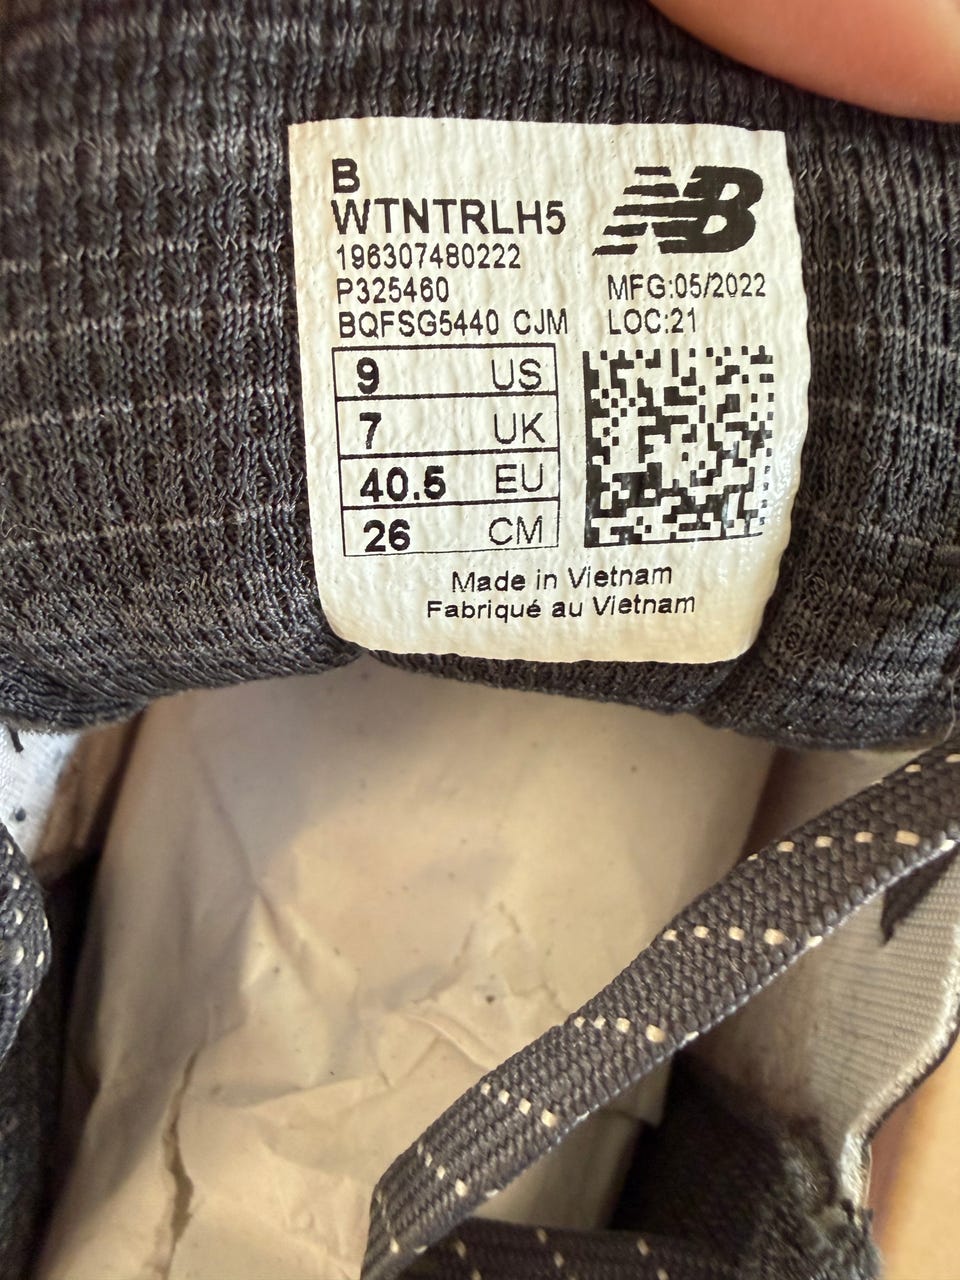 B
WTNTRLH5
196307480222
P325460
BQFSG5440 CJM
NB
MFG:05/2022
LOC:21
9 US
7 UK
40.5 EU
26 CM
Made in Vietnam
Fabriqué au Vietnam